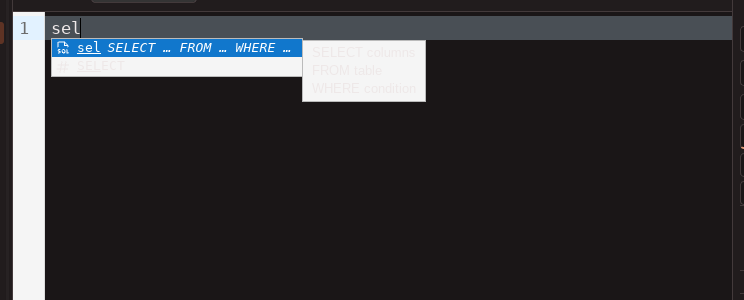 1 sel
SQL sel SELECT … FROM … WHERE …
# SELECT
SELECT columns
FROM table
WHERE condition